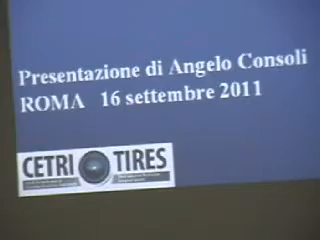 Presentazione di Angelo Consoli
ROMA 16 settembre 2011
CETRI TIRES